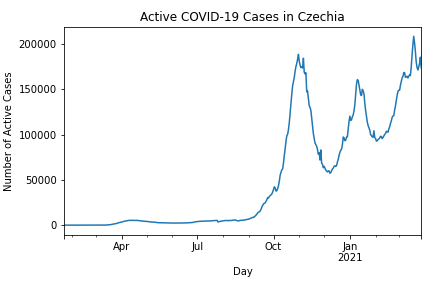 Active COVID-19 Cases in Czechia
Number of Active Cases
200000
150000
100000
50000
0
Apr
Jul
Oct
Jan
2021
Day